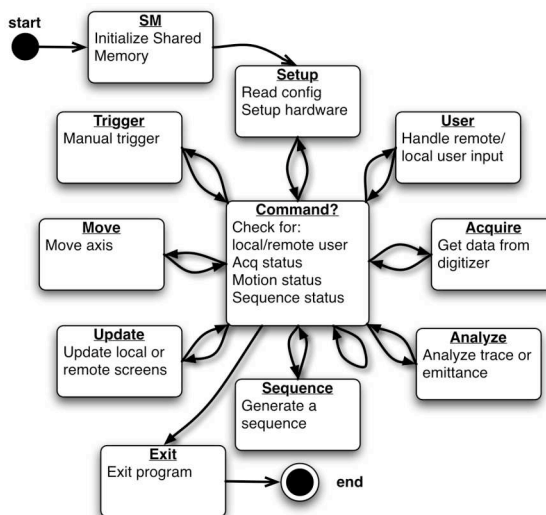 start
SM
Initialize Shared
Memory
Setup
Read config
Setup hardware
Trigger
Manual trigger
User
Handle remote/
local user input
Command?
Check for:
local/remote user
Acq status
Motion status
Sequence status
Move
Move axis
Acquire
Get data from
digitizer
Update
Update local or
remote screens
Analyze
Analyze trace or
emittance
Sequence
Generate a
sequence
Exit
Exit program
end